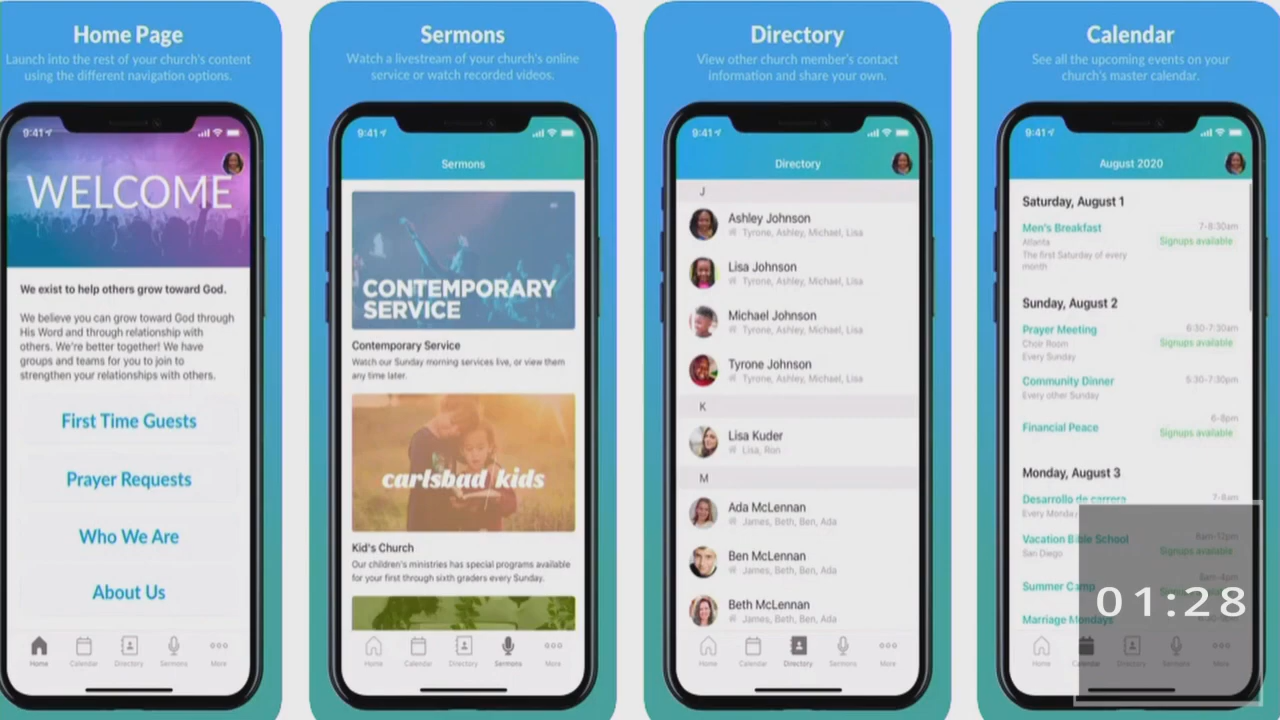 Home Page
Launch into the rest of your church's content
using the different navigation options.
9:41
WELCOME
We exist to help others grow toward God.
We believe you can grow toward God through
His Word and through relationship with
others. We're better together! We have
groups and teams for you to join to
strengthen your relationships with others.
First Time Guests
Prayer Requests
Who We Are
About Us
Home Calendar Directory Sermons More
Sermons
Watch a livestream of your church's online
service or watch recorded videos.
9:41
Sermons
CONTEMPORARY
SERVICE
Contemporary Service
Watch our Sunday morning services live, or view them
any time later.
carlsbad kids
Kid's Church
Our children's ministries has special programs available
for your first through sixth graders every Sunday.
Home Calendar Directory Sermons More
Directory
View other church member's contact
information and share your own.
9:41
Directory
J
Ashley Johnson
Tyrone, Ashley, Michael, Lisa
Lisa Johnson
Tyrone, Ashley, Michael, Lisa
Michael Johnson
Tyrone, Ashley, Michael, Lisa
Tyrone Johnson
Tyrone, Ashley, Michael, Lisa
K
Lisa Kuder
Lisa, Ron
M
Ada McLennan
James, Beth, Ben, Ada
Ben McLennan
James, Beth, Ben, Ada
Beth McLennan
James, Beth, Ben, Ada
Home Calendar Directory Sermons More
Calendar
See all the upcoming events on your
church's master calendar.
9:41
August 2020
Saturday, August 1
Men's Breakfast 7-8:30am
Atlanta Signups available
The first Saturday of every
month
Sunday, August 2
Prayer Meeting 6:30-7:30am
Choir Room Signups available
Every Sunday
Community Dinner 5:30-7:30pm
Every other Sunday
Financial Peace 6-8pm
Signups available
Monday, August 3
Desarrollo de carrera 7-8am
Every Monday
Vacation Bible School 8am-12pm
San Diego Signups available
Summer Camp 8am-4pm
Marriage Mondays
01:28
Home Calendar Directory Sermons More